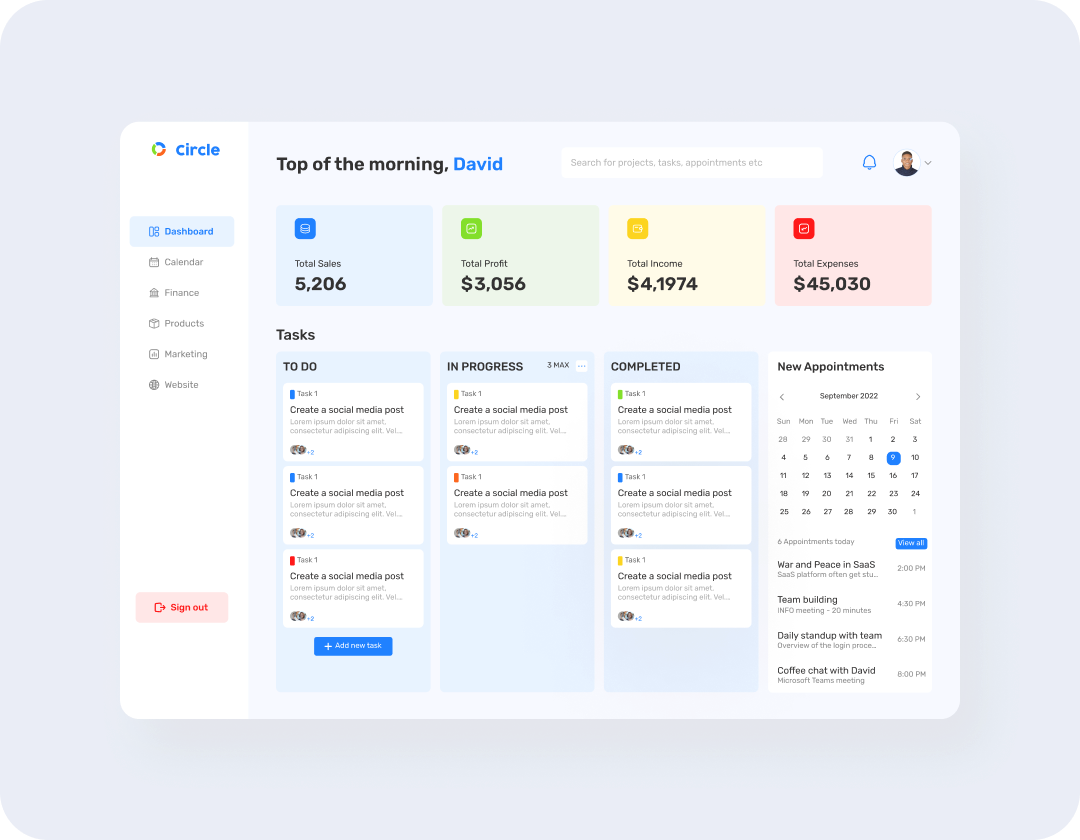 Circle
Top of the morning, David
Search for projects, tasks, appointments etc
Dashboard
Calendar
Finance
Products
Marketing
Website
Sign out
Total Sales
5,206
Total Profit
$3,056
Total Income
$4,1974
Total Expenses
$45,030
Tasks
TO DO
Task 1
Create a social media post
Lorem ipsum dolor sit amet,
consectetur adipiscing elit. Vel...
+2
Task 1
Create a social media post
Lorem ipsum dolor sit amet,
consectetur adipiscing elit. Vel...
+2
Task 1
Create a social media post
Lorem ipsum dolor sit amet,
consectetur adipiscing elit. Vel...
+2
+ Add new task
IN PROGRESS 3 MAX ...
Task 1
Create a social media post
Lorem ipsum dolor sit amet,
consectetur adipiscing elit. Vel...
+2
Task 1
Create a social media post
Lorem ipsum dolor sit amet,
consectetur adipiscing elit. Vel...
+2
COMPLETED
Task 1
Create a social media post
Lorem ipsum dolor sit amet,
consectetur adipiscing elit. Vel...
+2
Task 1
Create a social media post
Lorem ipsum dolor sit amet,
consectetur adipiscing elit. Vel...
+2
Task 1
Create a social media post
Lorem ipsum dolor sit amet,
consectetur adipiscing elit. Vel...
+2
New Appointments
September 2022
Sun Mon Tue Wed Thu Fri Sat
28 29 30 31 1 2 3
4 5 6 7 8 9 10
11 12 13 14 15 16 17
18 19 20 21 22 23 24
25 26 27 28 29 30 1
6 Appointments today View all
War and Peace in SaaS
SaaS platform often get stu...
2:00 PM
Team building
INFO meeting - 20 minutes
4:30 PM
Daily standup with team
Overview of the login proce...
6:30 PM
Coffee chat with David
Microsoft Teams meeting
8:00 PM